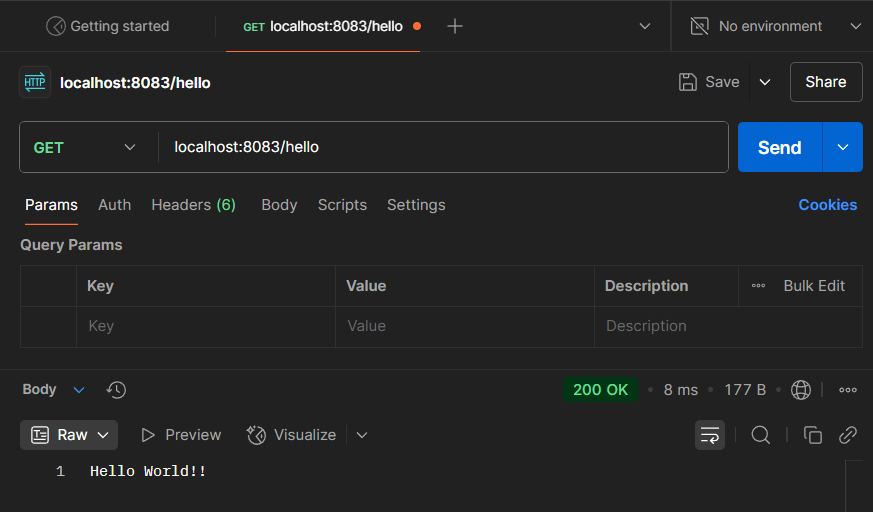 Getting started GET localhost:8083/hello No environment
HTTP localhost:8083/hello Save Share
GET localhost:8083/hello Send
Params Auth Headers (6) Body Scripts Settings Cookies
Query Params
Key Value Description Bulk Edit
Key Value Description
Body 200 OK 8 ms 177 B
Raw Preview Visualize
1 Hello World!!